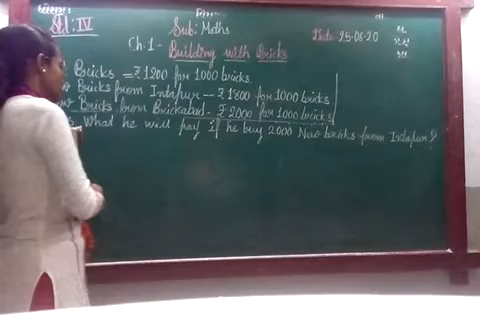 Std: IV
Sub: Maths
Date: 25-06-20
Ch.1 - Building with Bricks
Bricks = ₹1200 for 1000 bricks
Bricks from Intapur - ₹1800 for 1000 bricks
Bricks from Brickabad - ₹2000 for 1000 bricks
What he will pay if he buy 2000 New bricks from Intapur?